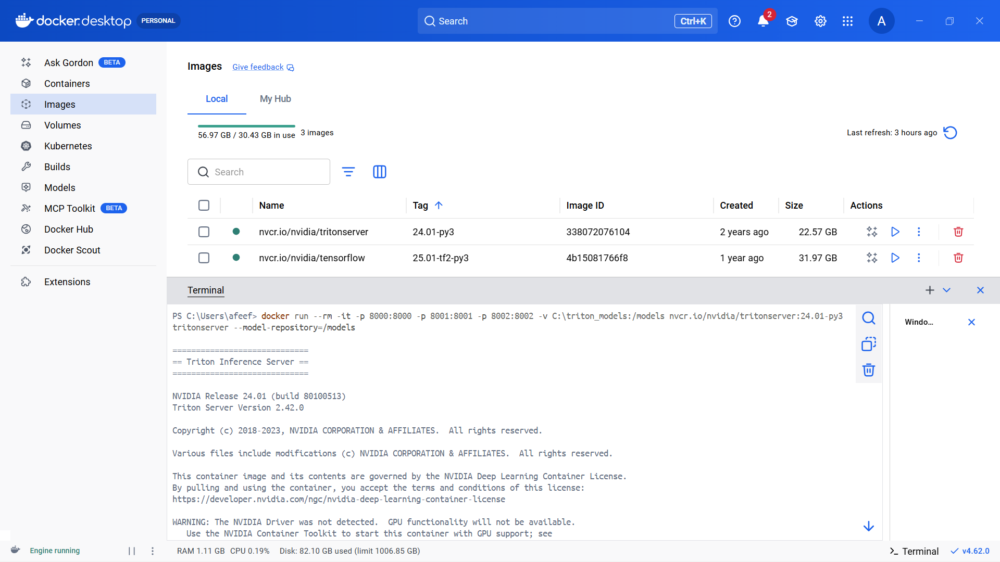 docker.desktop PERSONAL
Search Ctrl+K
2
A
Ask Gordon BETA
Containers
Images
Volumes
Kubernetes
Builds
Models
MCP Toolkit BETA
Docker Hub
Docker Scout
Extensions
Images Give feedback
Local My Hub
56.97 GB / 30.43 GB in use 3 images
Last refresh: 3 hours ago
Search
Name Tag Image ID Created Size Actions
nvcr.io/nvidia/tritonserver 24.01-py3 338072076104 2 years ago 22.57 GB
nvcr.io/nvidia/tensorflow 25.01-tf2-py3 4b15081766f8 1 year ago 31.97 GB
Terminal
PS C:\Users\afeef> docker run --rm -it -p 8000:8000 -p 8001:8001 -p 8002:8002 -v C:\triton_models:/models nvcr.io/nvidia/tritonserver:24.01-py3
tritonserver --model-repository=/models
=============================
== Triton Inference Server ==
=============================
NVIDIA Release 24.01 (build 80100513)
Triton Server Version 2.42.0
Copyright (c) 2018-2023, NVIDIA CORPORATION & AFFILIATES.  All rights reserved.
Various files include modifications (c) NVIDIA CORPORATION & AFFILIATES.  All rights reserved.
This container image and its contents are governed by the NVIDIA Deep Learning Container License.
By pulling and using the container, you accept the terms and conditions of this license:
https://developer.nvidia.com/ngc/nvidia-deep-learning-container-license
WARNING: The NVIDIA Driver was not detected.  GPU functionality will not be available.
   Use the NVIDIA Container Toolkit to start this container with GPU support; see
Windo...
Engine running
RAM 1.11 GB CPU 0.19% Disk: 82.10 GB used (limit 1006.85 GB)
Terminal v4.62.0